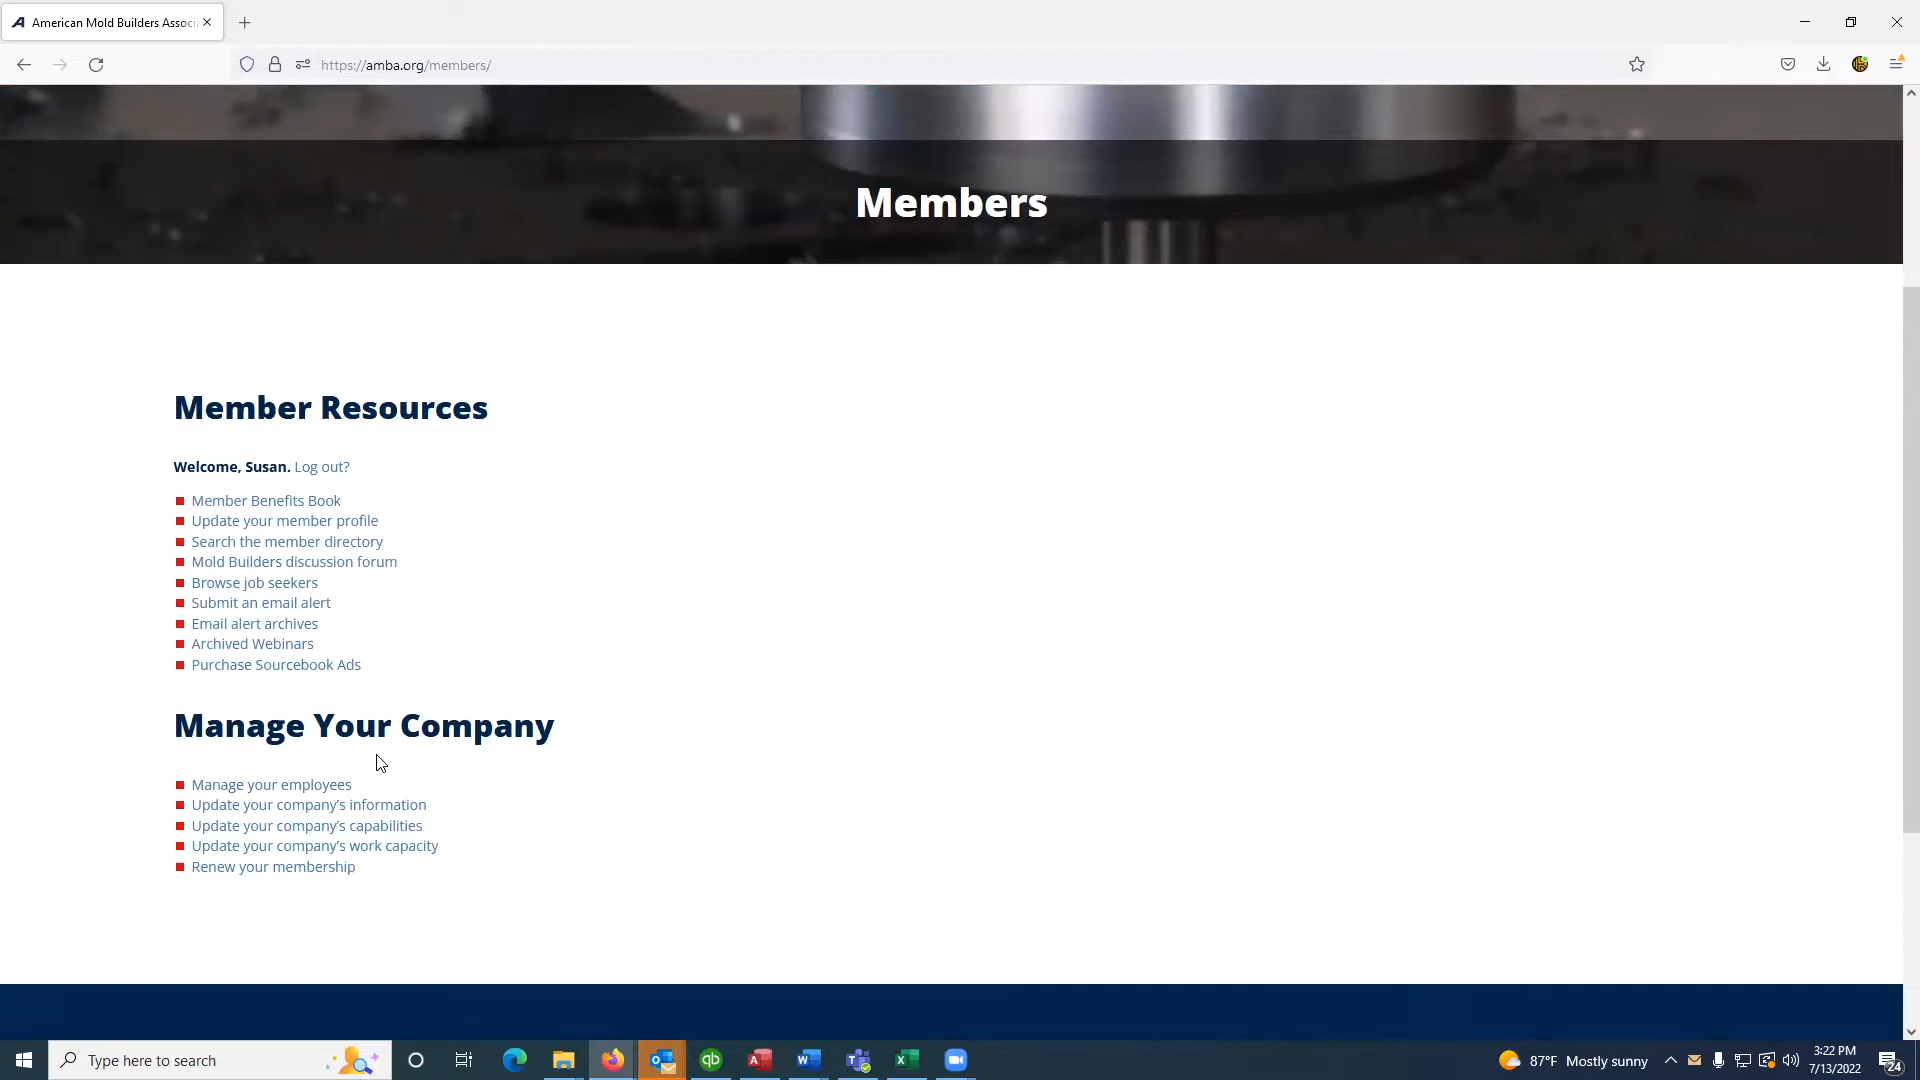 American Mold Builders Associ
https://amba.org/members/
Members
Member Resources
Welcome, Susan. Log out?
Member Benefits Book
Update your member profile
Search the member directory
Mold Builders discussion forum
Browse job seekers
Submit an email alert
Email alert archives
Archived Webinars
Purchase Sourcebook Ads
Manage Your Company
Manage your employees
Update your company’s information
Update your company’s capabilities
Update your company’s work capacity
Renew your membership
Type here to search
87°F Mostly sunny
3:22 PM
7/13/2022
24